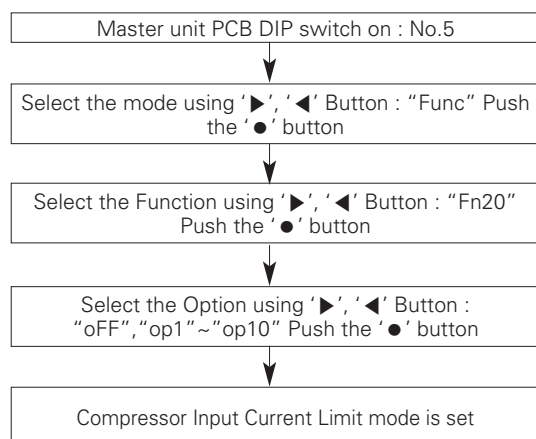 Master unit PCB DIP switch on : No.5
Select the mode using ‘▶’, ‘◀’ Button : “Func” Push
the ‘●’ button
Select the Function using ‘▶’, ‘◀’ Button : “Fn20”
Push the ‘●’ button
Select the Option using ‘▶’, ‘◀’ Button :
“oFF”,“op1”~”op10” Push the ‘●’ button
Compressor Input Current Limit mode is set